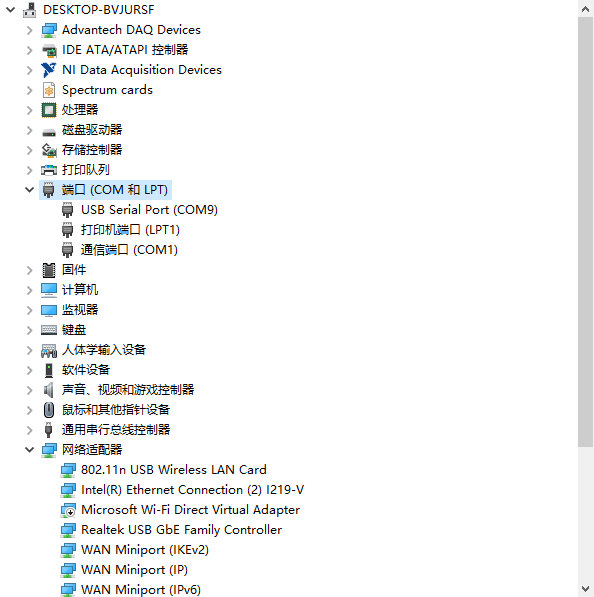 DESKTOP-BVJURSF
Advantech DAQ Devices
IDE ATA/ATAPI 控制器
NI Data Acquisition Devices
Spectrum cards
处理器
磁盘驱动器
存储控制器
打印队列
端口 (COM 和 LPT)
USB Serial Port (COM9)
打印机端口 (LPT1)
通信端口 (COM1)
固件
计算机
监视器
键盘
人体学输入设备
软件设备
声音、视频和游戏控制器
鼠标和其他指针设备
通用串行总线控制器
网络适配器
802.11n USB Wireless LAN Card
Intel(R) Ethernet Connection (2) I219-V
Microsoft Wi-Fi Direct Virtual Adapter
Realtek USB GbE Family Controller
WAN Miniport (IKEv2)
WAN Miniport (IP)
WAN Miniport (IPv6)